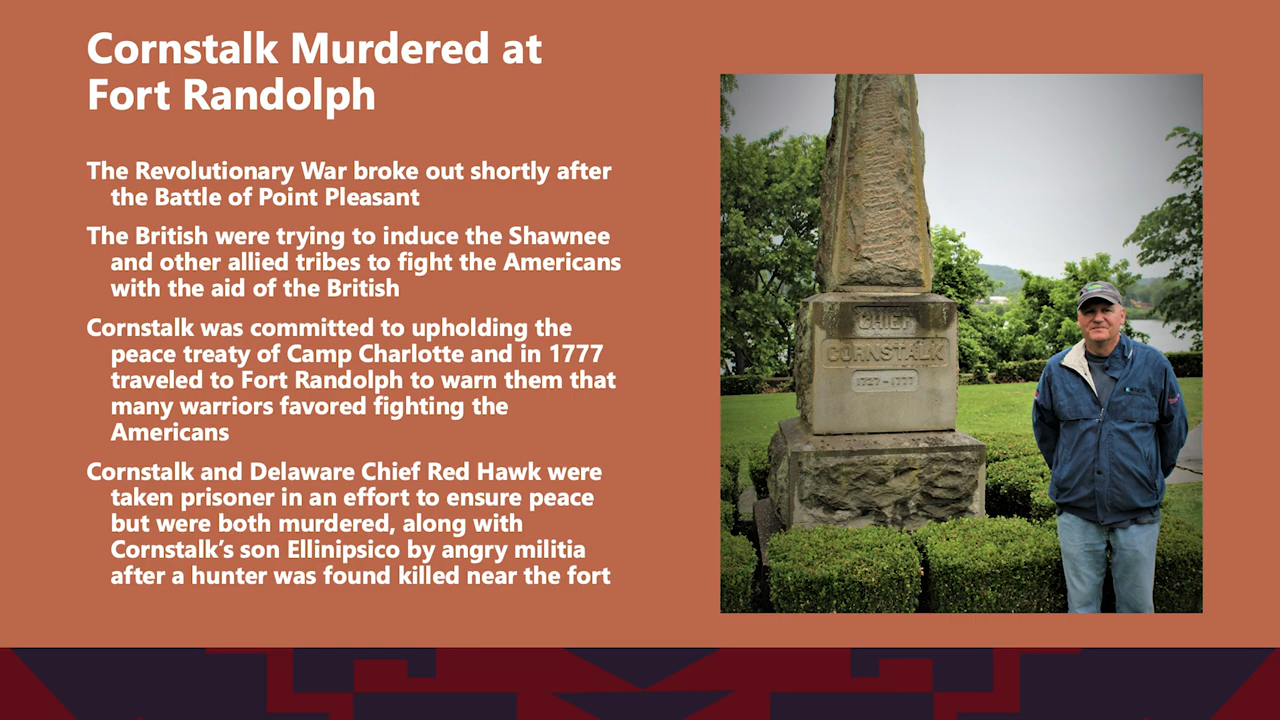 Cornstalk Murdered at
Fort Randolph
The Revolutionary War broke out shortly after
the Battle of Point Pleasant
The British were trying to induce the Shawnee
and other allied tribes to fight the Americans
with the aid of the British
Cornstalk was committed to upholding the
peace treaty of Camp Charlotte and in 1777
traveled to Fort Randolph to warn them that
many warriors favored fighting the
Americans
Cornstalk and Delaware Chief Red Hawk were
taken prisoner in an effort to ensure peace
but were both murdered, along with
Cornstalk’s son Ellinipsico by angry militia
after a hunter was found killed near the fort
CHIEF
CORNSTALK
1727-1777